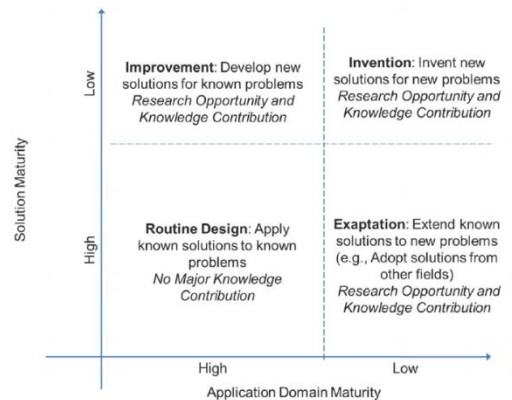 Improvement: Develop new
solutions for known problems
Research Opportunity and
Knowledge Contribution
Invention: Invent new
solutions for new problems
Research Opportunity and
Knowledge Contribution
Low
Solution Maturity
High
Routine Design: Apply
known solutions to known
problems
No Major Knowledge
Contribution
Exaptation: Extend known
solutions to new problems
(e.g., Adopt solutions from
other fields)
Research Opportunity and
Knowledge Contribution
High
Low
Application Domain Maturity